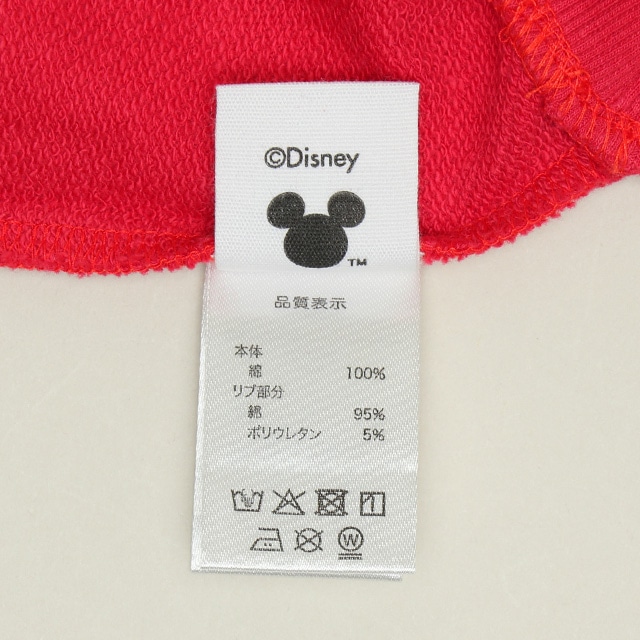 ©Disney
TM
品質表示
本体
綿 100%
リブ部分
綿 95%
ポリウレタン 5%
W